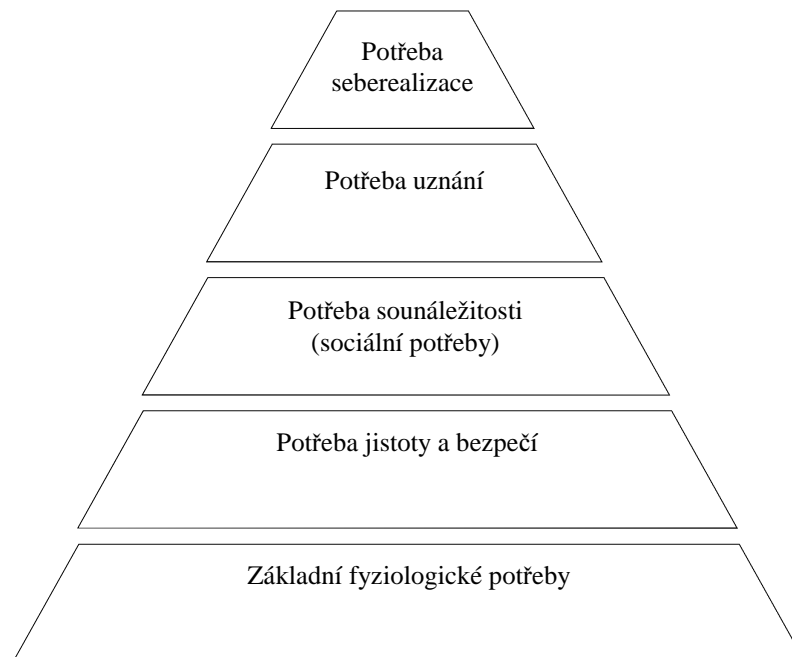 Potřeba
seberealizace
Potřeba uznání
Potřeba sounáležitosti
(sociální potřeby)
Potřeba jistoty a bezpečí
Základní fyziologické potřeby